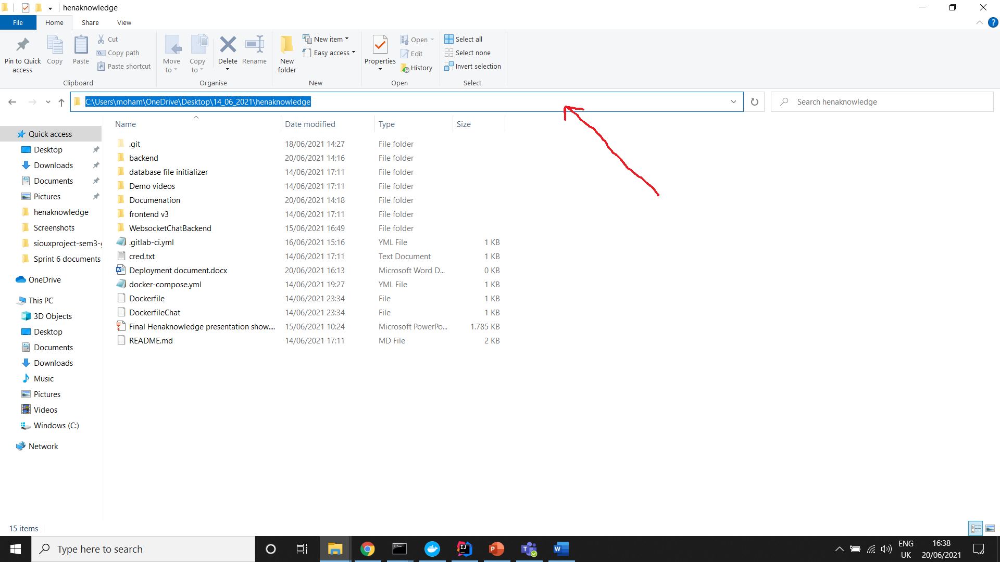 henaknowledge
File Home Share View
Pin to Quick access
Copy
Paste
Cut
Copy path
Paste shortcut
Clipboard
Move to
Copy to
Delete
Rename
Organise
New folder
New item
Easy access
New
Properties
Open
Edit
History
Open
Select all
Select none
Invert selection
Select
C:\Users\moham\OneDrive\Desktop\14_06_2021\henaknowledge
Search henaknowledge
Quick access
Desktop
Downloads
Documents
Pictures
henaknowledge
Screenshots
siouxproject-sem3-
Sprint 6 documents
OneDrive
This PC
3D Objects
Desktop
Documents
Downloads
Music
Pictures
Videos
Windows (C:)
Network
Name Date modified Type Size
.git 18/06/2021 14:27 File folder
backend 20/06/2021 14:16 File folder
database file initializer 14/06/2021 17:11 File folder
Demo videos 14/06/2021 17:11 File folder
Documenation 20/06/2021 14:18 File folder
frontend v3 14/06/2021 17:11 File folder
WebsocketChatBackend 15/06/2021 16:49 File folder
.gitlab-ci.yml 16/06/2021 15:16 YML File 1 KB
cred.txt 14/06/2021 17:11 Text Document 1 KB
Deployment document.docx 20/06/2021 16:13 Microsoft Word D... 0 KB
docker-compose.yml 14/06/2021 19:27 YML File 1 KB
Dockerfile 14/06/2021 23:34 File 1 KB
DockerfileChat 14/06/2021 23:34 File 1 KB
Final Henaknowledge presentation show.... 15/06/2021 10:24 Microsoft PowerPo... 1.785 KB
README.md 14/06/2021 17:11 MD File 2 KB
15 items
Type here to search
ENG
UK
16:38
20/06/2021